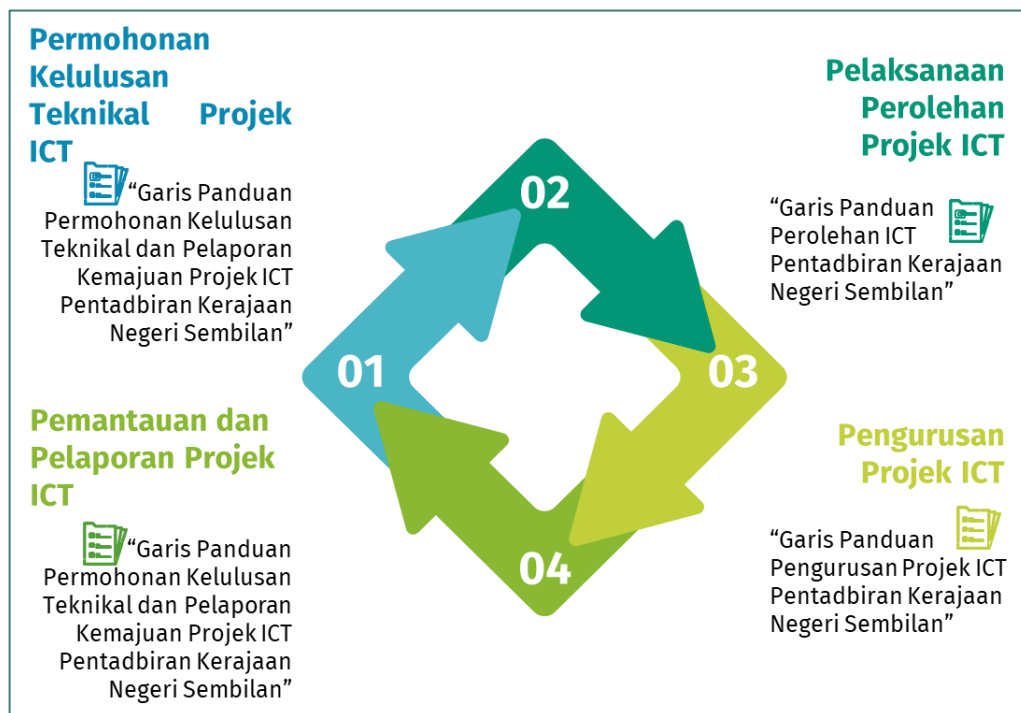 Permohonan
Kelulusan
Teknikal Projek
ICT
“Garis Panduan
Permohonan Kelulusan
Teknikal dan Pelaporan
Kemajuan Projek ICT
Pentadbiran Kerajaan
Negeri Sembilan”
Pelaksanaan
Perolehan
Projek ICT
“Garis Panduan
Perolehan ICT
Pentadbiran Kerajaan
Negeri Sembilan”
02
01
03
04
Pemantauan dan
Pelaporan Projek
ICT
“Garis Panduan
Permohonan Kelulusan
Teknikal dan Pelaporan
Kemajuan Projek ICT
Pentadbiran Kerajaan
Negeri Sembilan”
Pengurusan
Projek ICT
“Garis Panduan
Pengurusan Projek ICT
Pentadbiran Kerajaan
Negeri Sembilan”